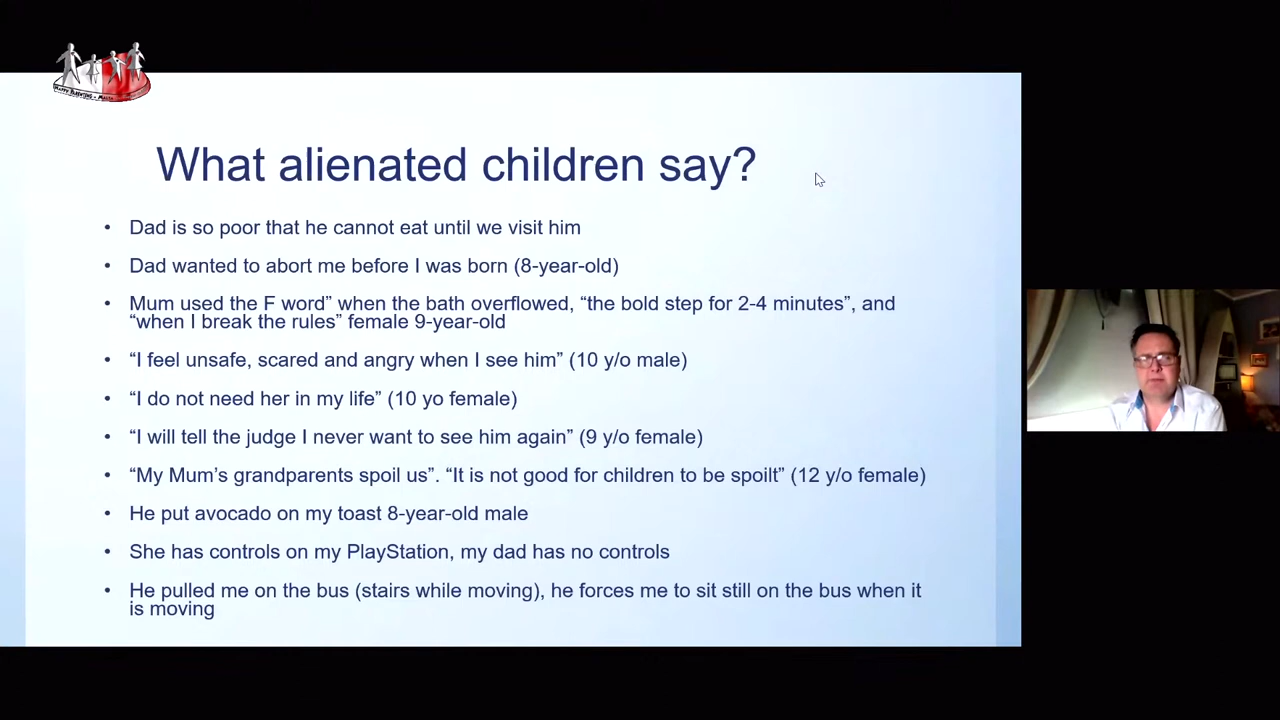 What alienated children say?
• Dad is so poor that he cannot eat until we visit him
• Dad wanted to abort me before I was born (8-year-old)
• Mum used the F word” when the bath overflowed, “the bold step for 2-4 minutes”, and
“when I break the rules” female 9-year-old
• “I feel unsafe, scared and angry when I see him” (10 y/o male)
• “I do not need her in my life” (10 yo female)
• “I will tell the judge I never want to see him again” (9 y/o female)
• “My Mum’s grandparents spoil us”. “It is not good for children to be spoilt” (12 y/o female)
• He put avocado on my toast 8-year-old male
• She has controls on my PlayStation, my dad has no controls
• He pulled me on the bus (stairs while moving), he forces me to sit still on the bus when it
is moving